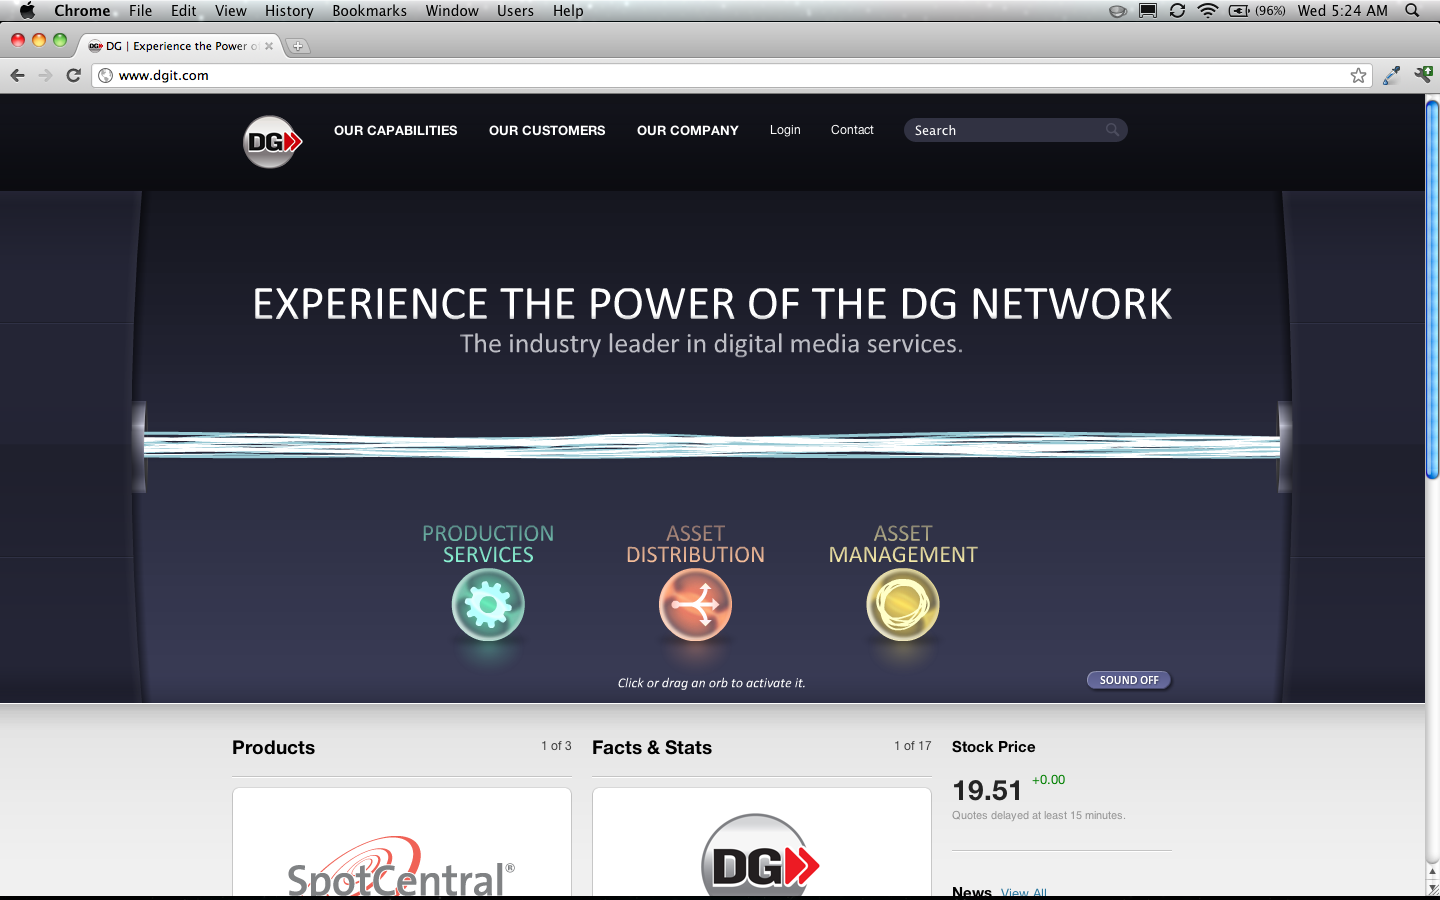 Chrome File Edit View History Bookmarks Window Users Help (96%) Wed 5:24 AM
DG | Experience the Power of
www.dgit.com
DG OUR CAPABILITIES OUR CUSTOMERS OUR COMPANY Login Contact Search
EXPERIENCE THE POWER OF THE DG NETWORK
The industry leader in digital media services.
PRODUCTION SERVICES
ASSET DISTRIBUTION
ASSET MANAGEMENT
Click or drag an orb to activate it.
SOUND OFF
Products 1 of 3
Facts & Stats 1 of 17
Stock Price
19.51 +0.00
Quotes delayed at least 15 minutes.
SpotCentral®
DG
News View All